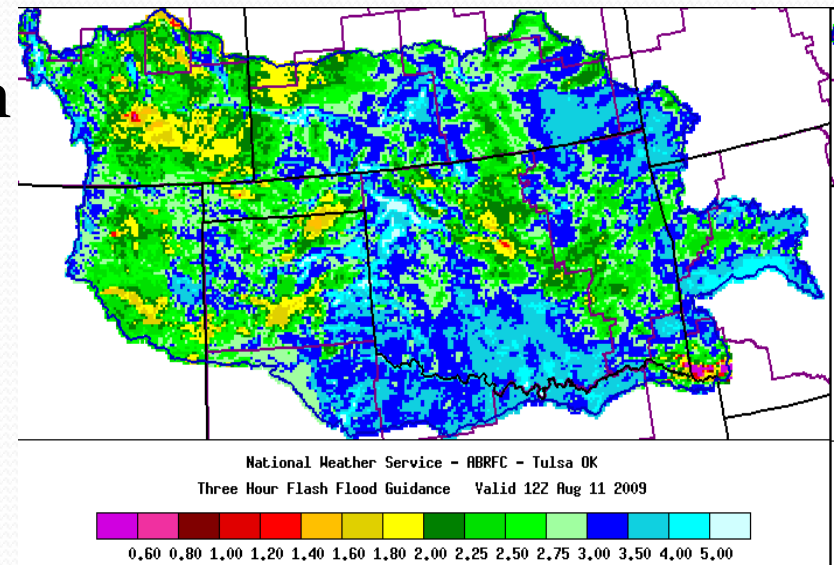 National Weather Service - ABRFC - Tulsa OK
Three Hour Flash Flood Guidance Valid 12Z Aug 11 2009
0.60 0.80 1.00 1.20 1.40 1.60 1.80 2.00 2.25 2.50 2.75 3.00 3.50 4.00 5.00